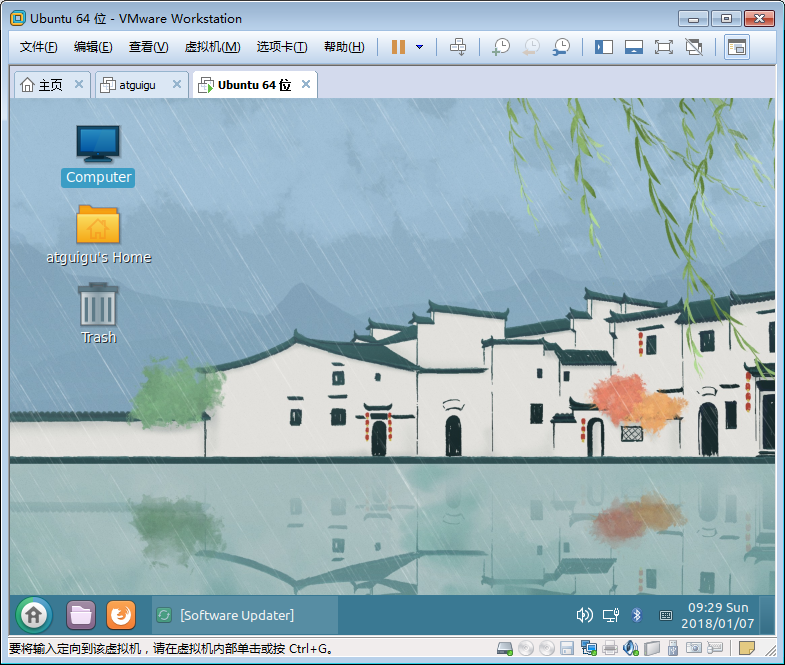 Ubuntu 64 位 - VMware Workstation
文件(F) 编辑(E) 查看(V) 虚拟机(M) 选项卡(T) 帮助(H)
主页 atguigu Ubuntu 64 位
Computer
atguigu's Home
Trash
[Software Updater]
09:29 Sun
2018/01/07
要将输入定向到该虚拟机，请在虚拟机内部单击或按 Ctrl+G。